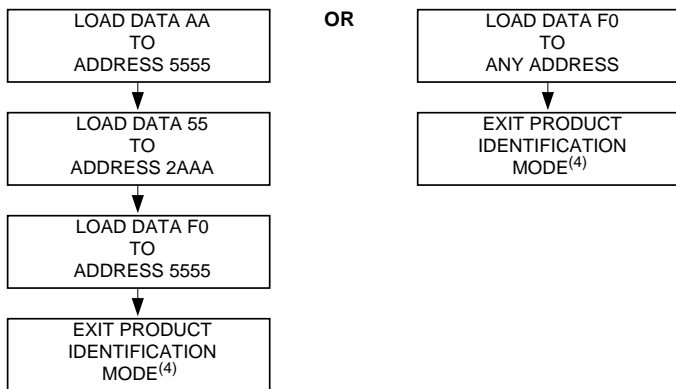 LOAD DATA AA
TO
ADDRESS 5555
LOAD DATA 55
TO
ADDRESS 2AAA
LOAD DATA F0
TO
ADDRESS 5555
EXIT PRODUCT
IDENTIFICATION
MODE(4)
OR
LOAD DATA F0
TO
ANY ADDRESS
EXIT PRODUCT
IDENTIFICATION
MODE(4)